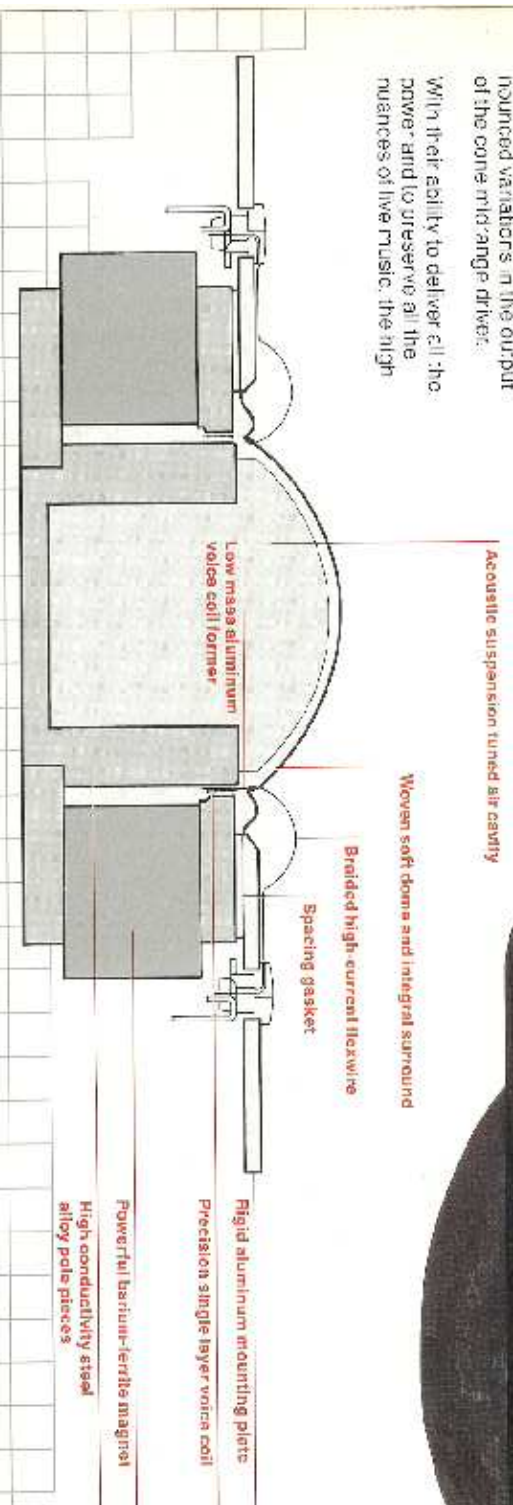 nounced variations in the output
of the cone midrange driver.
With their ability to deliver all the
power and to preserve all the
nuances of live music, the high
Acoustic suspension tuned air cavity
Woven soft dome and integral surround
Braided high-current flexwire
Spacing gasket
Low mass aluminum
voice coil former
Rigid aluminum mounting plate
Precision single layer voice coil
Powerful barium-ferrite magnet
High conductivity steel
alloy pole pieces